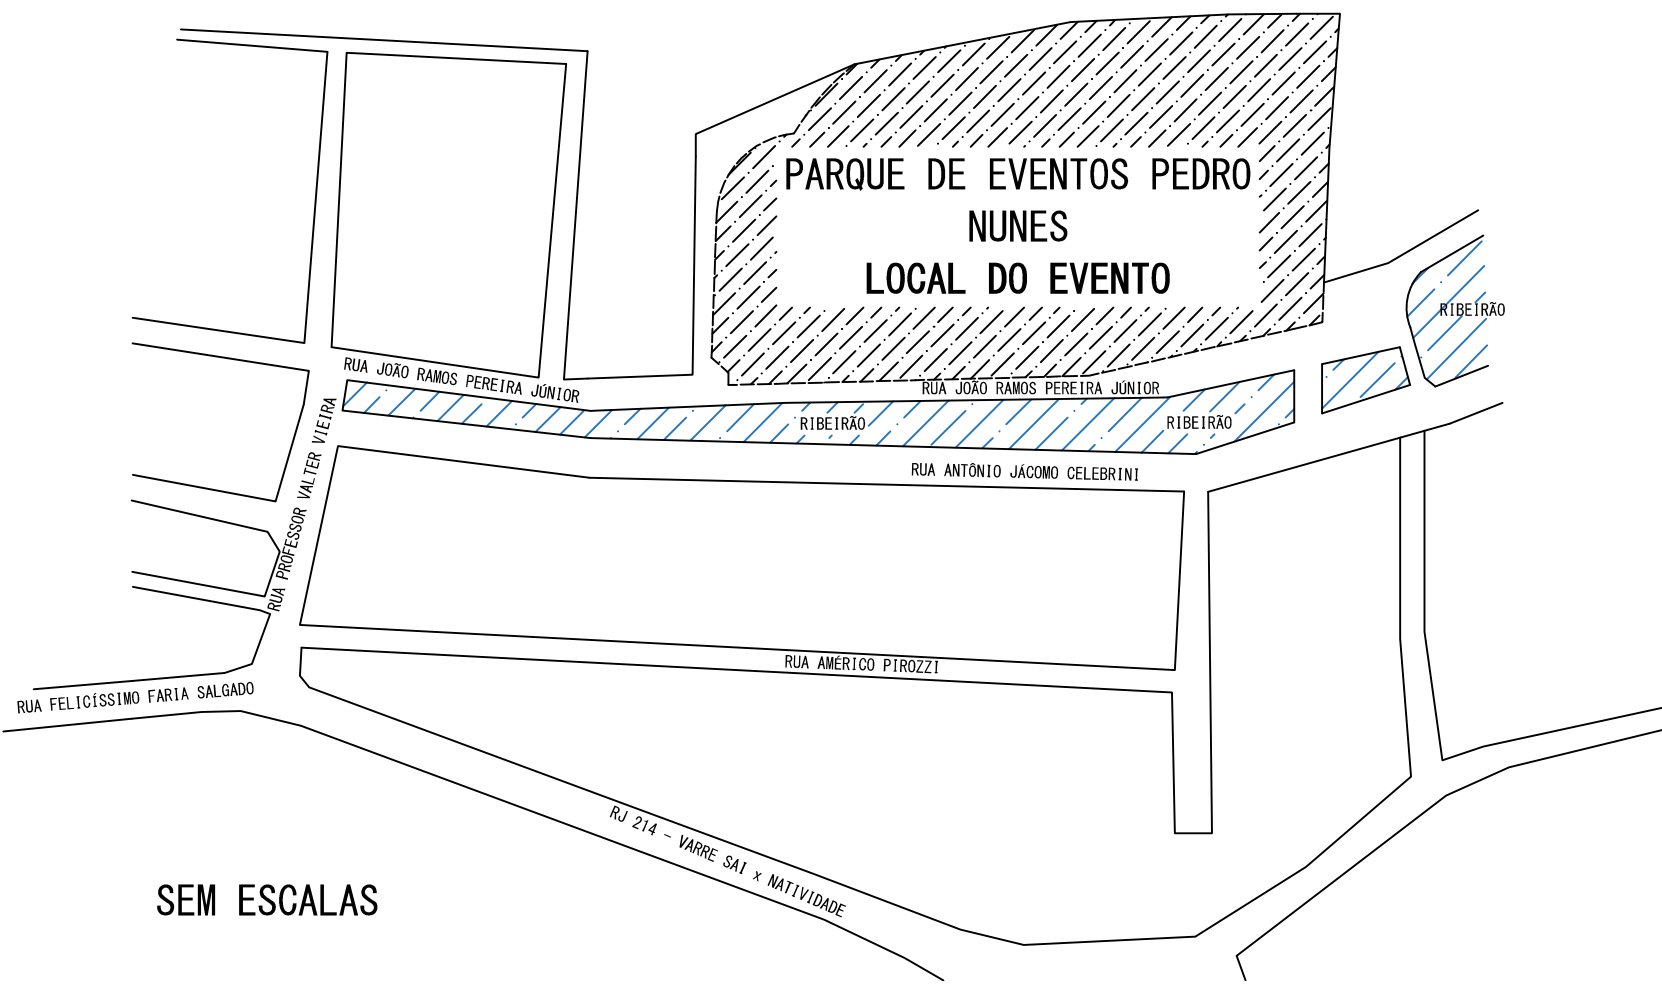 PARQUE DE EVENTOS PEDRO
NUNES
LOCAL DO EVENTO
RIBEIRÃO
RUA JOÃO RAMOS PEREIRA JÚNIOR
RUA JOÃO RAMOS PEREIRA JÚNIOR
RIBEIRÃO
RIBEIRÃO
RUA ANTÔNIO JÁCOMO CELEBRINI
RUA PROFESSOR VALTER VIEIRA
RUA AMÉRICO PIROZZI
RUA FELICÍSSIMO FARIA SALGADO
RJ 214 - VARRE SAI x NATIVIDADE
SEM ESCALAS